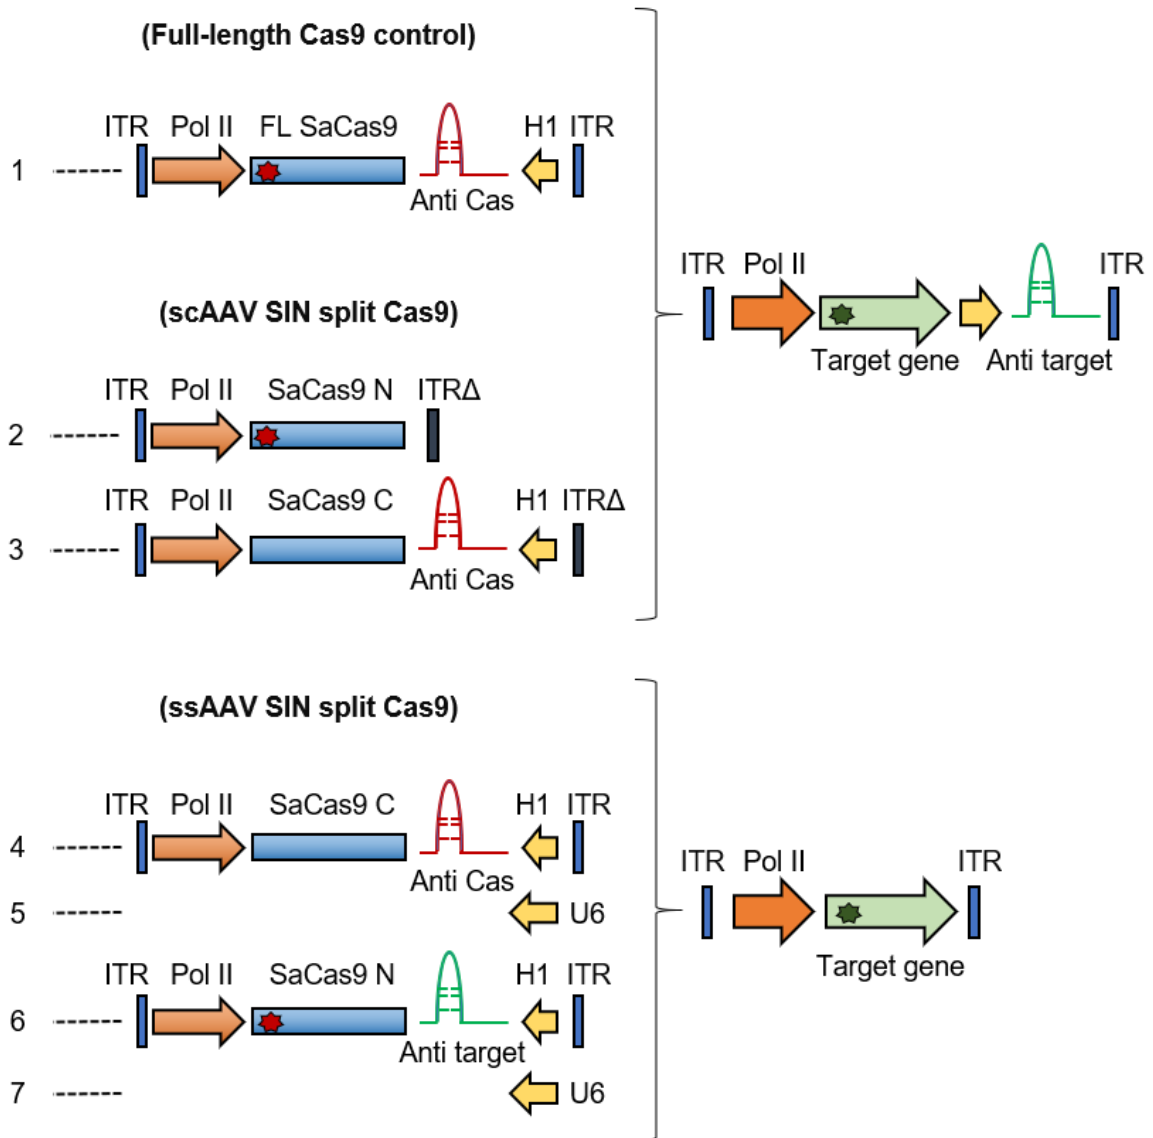 (Full-length Cas9 control)
ITR Pol II FL SaCas9 H1 ITR
1
Anti Cas
(scAAV SIN split Cas9)
ITR Pol II SaCas9 N ITRΔ
2
ITR Pol II SaCas9 C H1 ITRΔ
3
Anti Cas
ITR Pol II ITR
Target gene Anti target
(ssAAV SIN split Cas9)
ITR Pol II SaCas9 C H1 ITR
4
Anti Cas
5 U6
ITR Pol II SaCas9 N H1 ITR
6
Anti target
7 U6
ITR Pol II ITR
Target gene